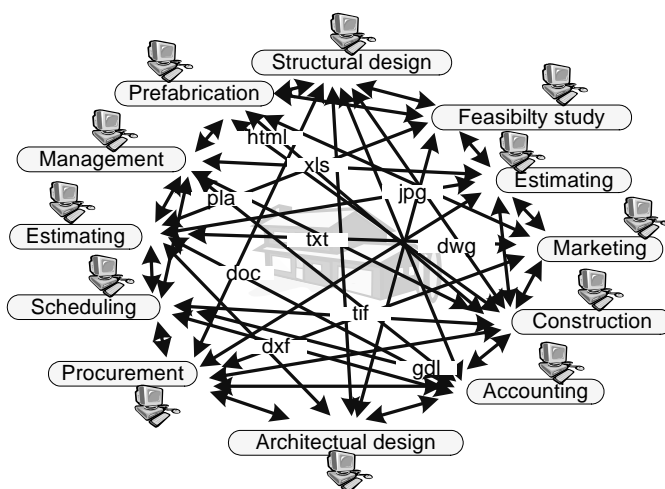 Structural design
Prefabrication
Feasibilty study
html
Management
xls
Estimating
pla
jpg
Estimating
txt
dwg
Marketing
doc
Scheduling
tif
Construction
dxf
Procurement
gdl
Accounting
Architectual design